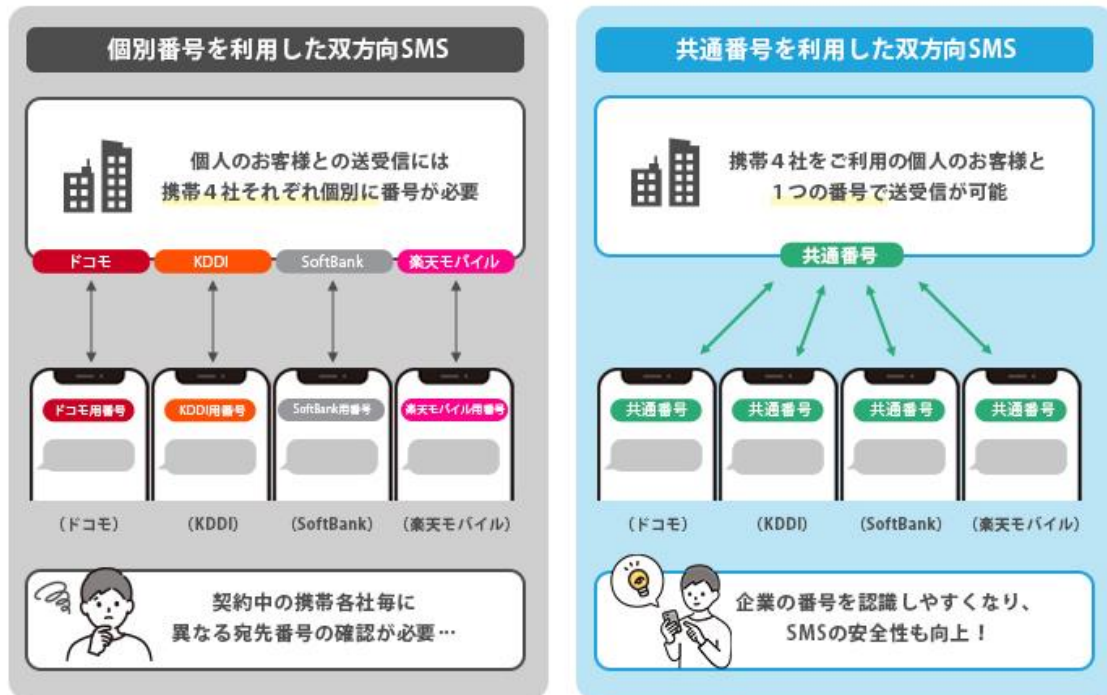 個別番号を利用した双方向SMS
個人のお客様との送受信には
携帯４社それぞれ個別に番号が必要
ドコモ
KDDI
SoftBank
楽天モバイル
ドコモ用番号
KDDI用番号
SoftBank用番号
楽天モバイル用番号
（ドコモ）
（KDDI）
（SoftBank）
（楽天モバイル）
契約中の携帯各社毎に
異なる宛先番号の確認が必要…
共通番号を利用した双方向SMS
携帯４社をご利用の個人のお客様と
１つの番号で送受信が可能
共通番号
共通番号
共通番号
共通番号
共通番号
（ドコモ）
（KDDI）
（SoftBank）
（楽天モバイル）
企業の番号を認識しやすくなり、
SMSの安全性も向上！